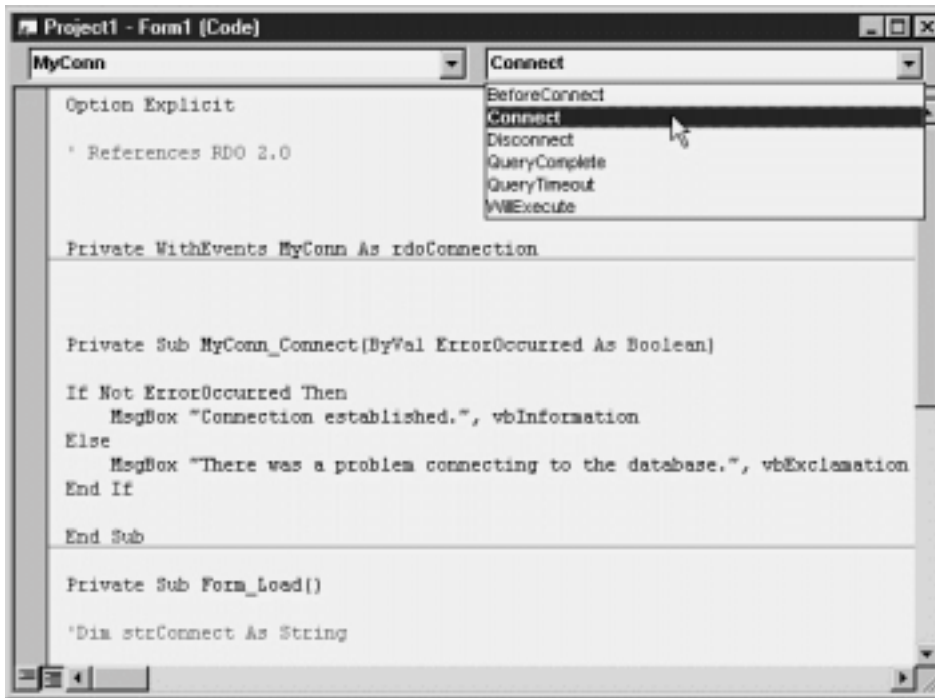 Project1 - Form1 (Code)
MyConn
Connect
BeforeConnect
Connect
Disconnect
QueryComplete
QueryTimeout
WillExecute
Option Explicit
' References RDO 2.0
Private WithEvents MyConn As rdoConnection
Private Sub MyConn_Connect(ByVal ErrorOccurred As Boolean)
If Not ErrorOccurred Then
MsgBox "Connection established.", vbInformation
Else
MsgBox "There was a problem connecting to the database.", vbExclamation
End If
End Sub
Private Sub Form_Load()
'Dim strConnect As String